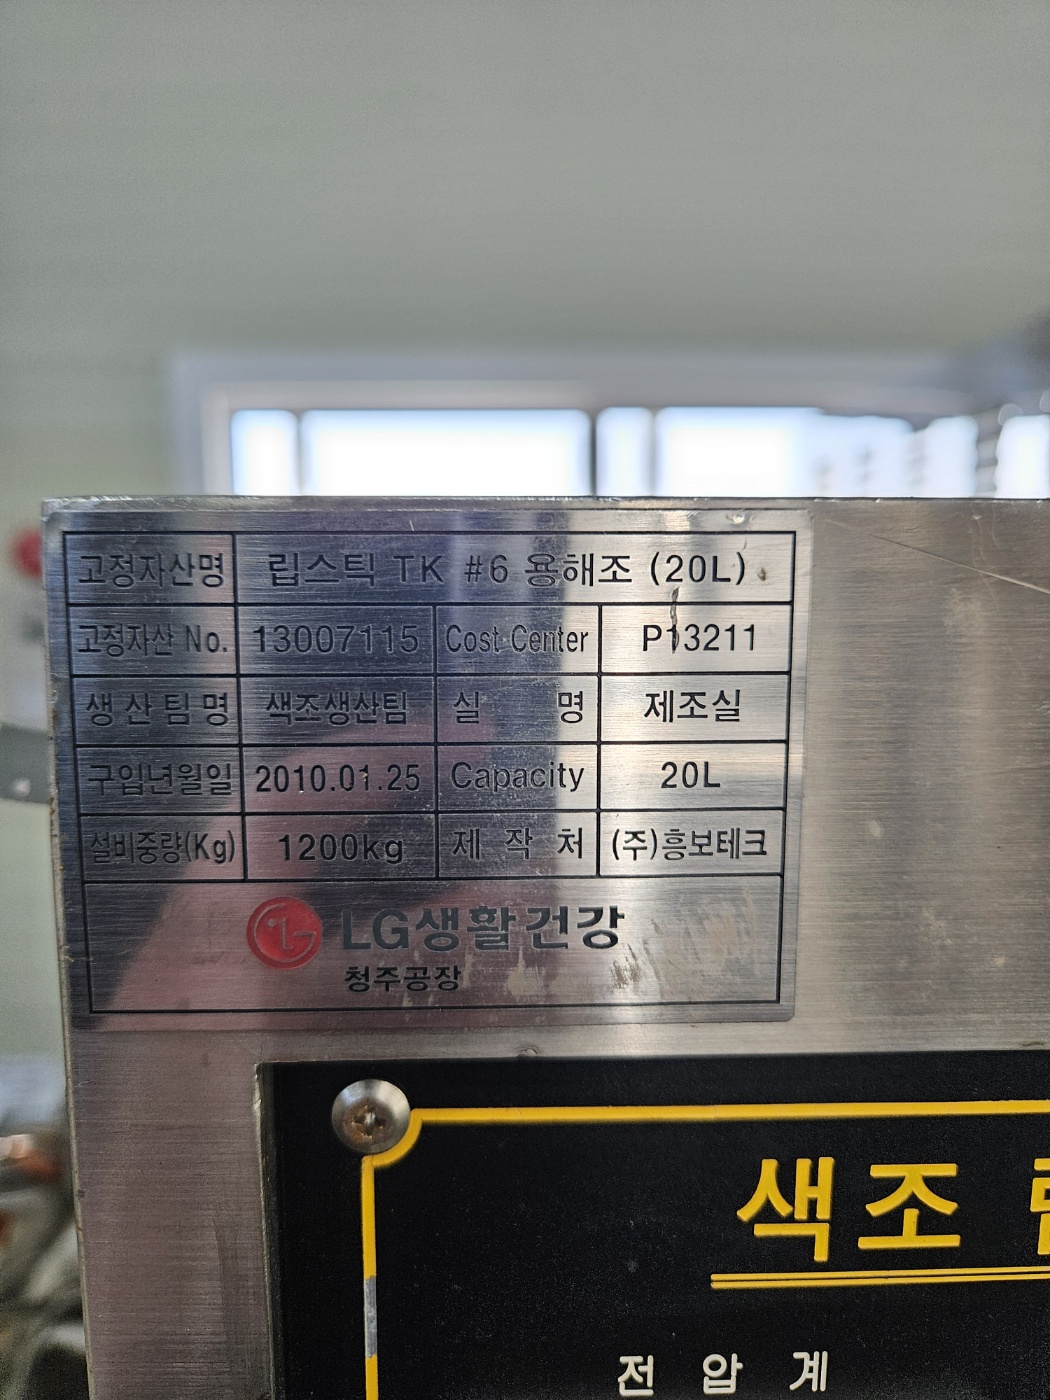 고정자산명 립스틱 TK #6 용해조 (20L)
고정자산 No. 13007115 Cost Center P13211
생산팀명 색조생산팀 실 명 제조실
구입년월일 2010.01.25 Capacity 20L
설비중량(Kg) 1200kg 제 작 처 (주)흥보테크
LG생활건강
청주공장
색조
전 압 계